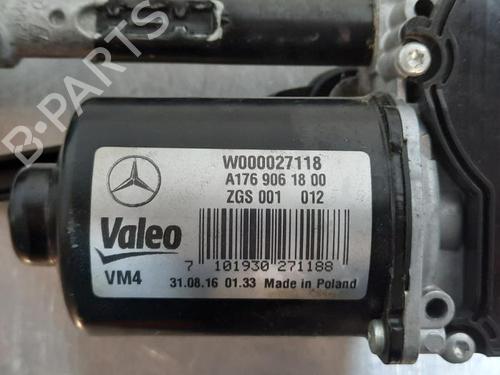 B-PARTS
W000027118
A176 906 18 00
ZGS 001 012
Valeo
7 101930 271188
VM4
31.08.16 01.33 Made in Poland